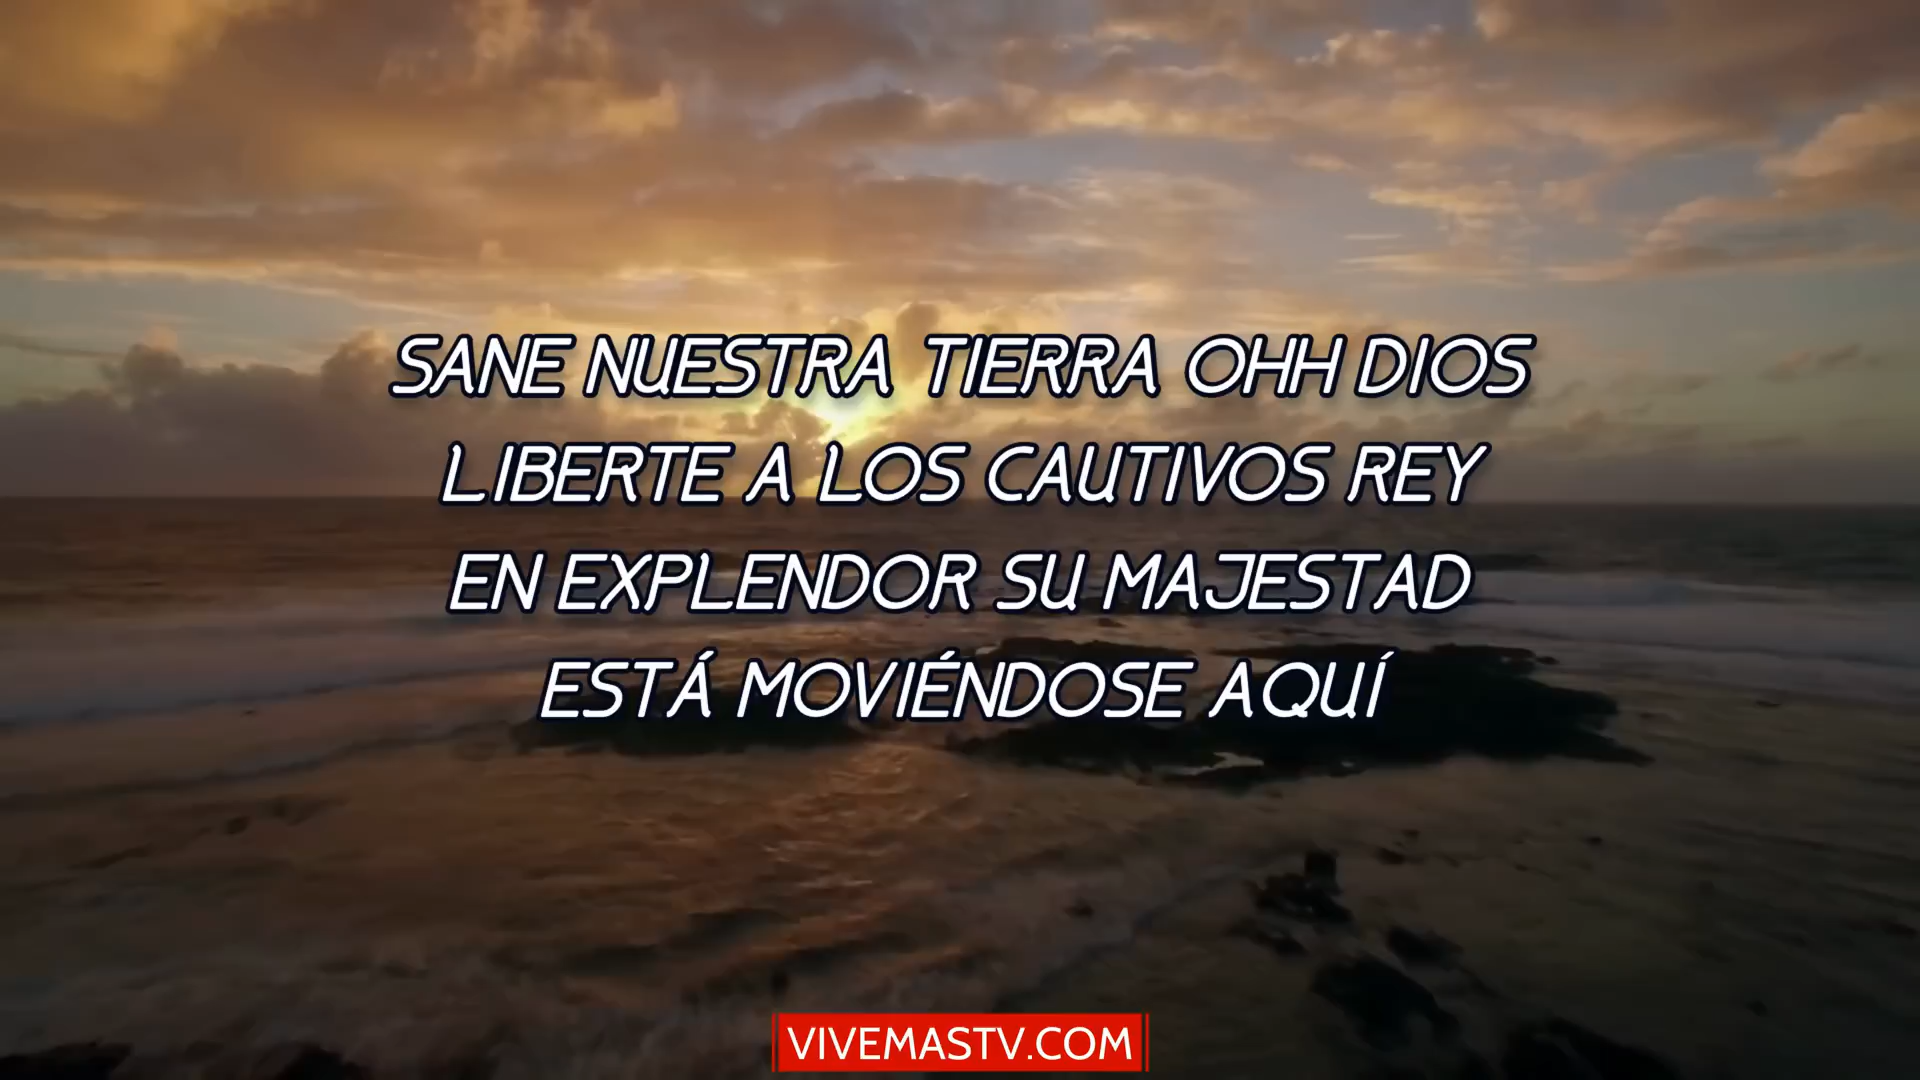 SANE NUESTRA TIERRA OHH DIOS
LIBERTE A LOS CAUTIVOS REY
EN EXPLENDOR SU MAJESTAD
ESTÁ MOVIÉNDOSE AQUÍ
VIVEMASTV.COM